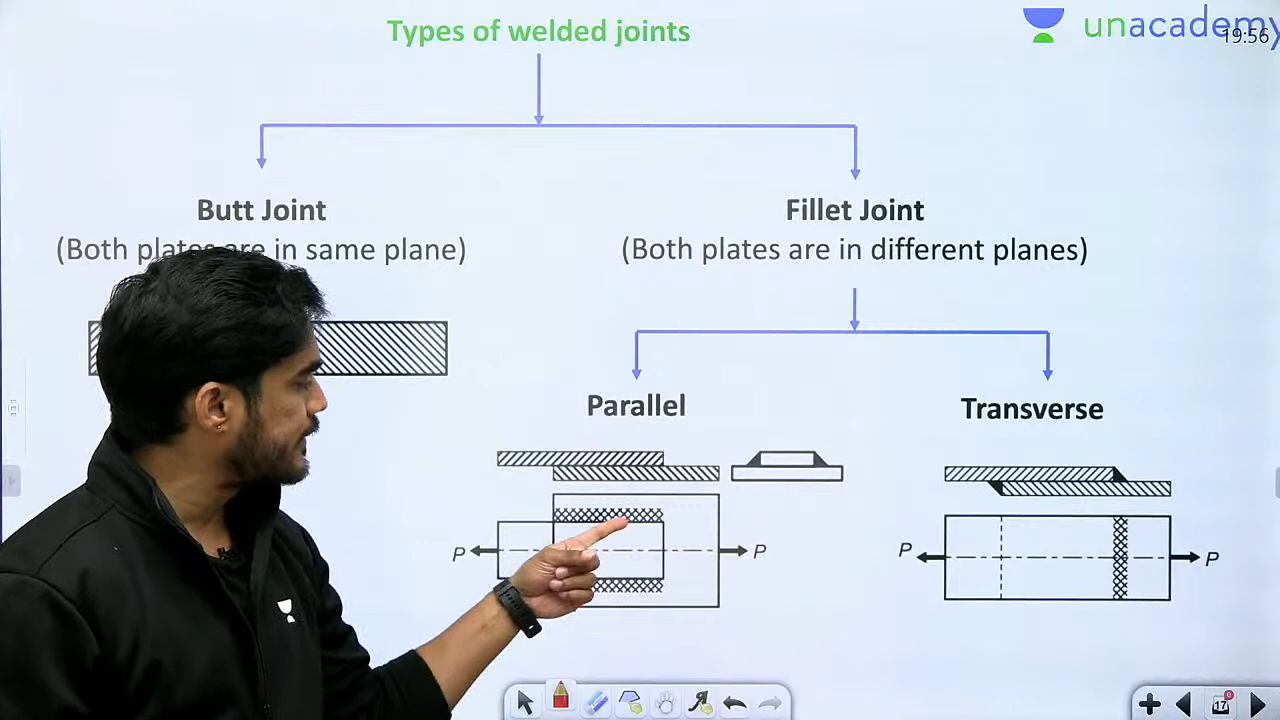 Types of welded joints
unacademy
19:56
Butt Joint
Fillet Joint
(Both plates are in same plane)
(Both plates are in different planes)
Parallel
Transverse
P
P
P
P
17